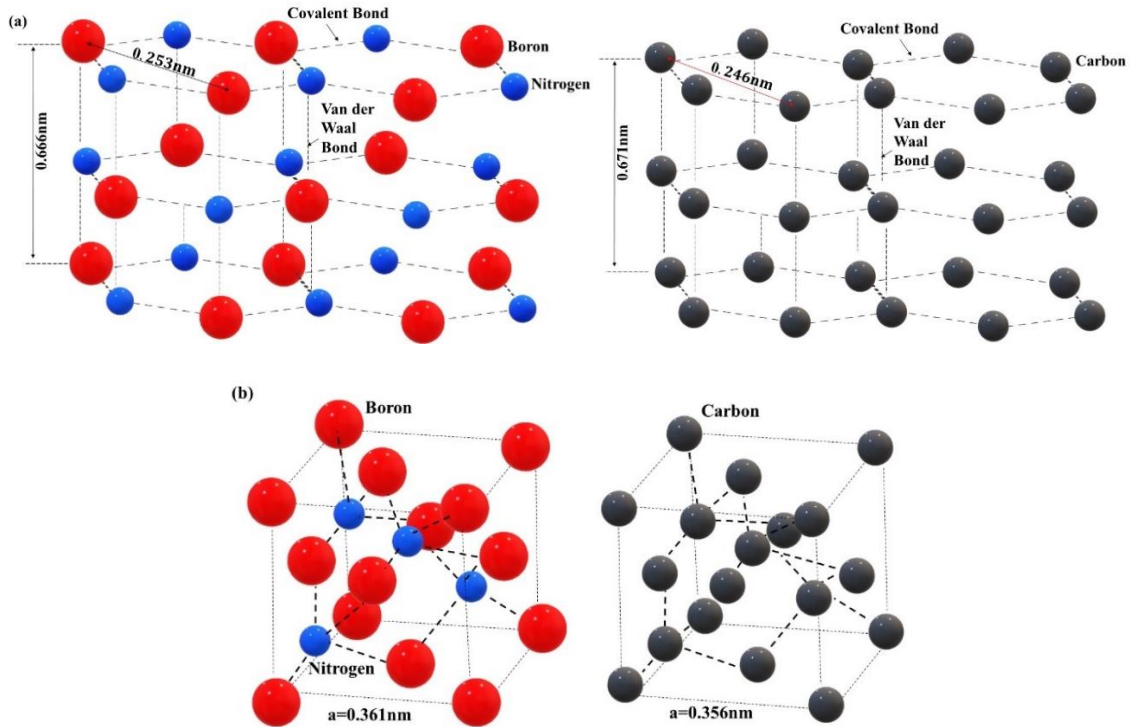 (a)
Covalent Bond
Boron
Nitrogen
0.253nm
0.666nm
Van der
Waal
Bond
Covalent Bond
Carbon
0.246nm
0.671nm
Van der
Waal
Bond
(b)
Boron
Nitrogen
a=0.361nm
Carbon
a=0.356nm